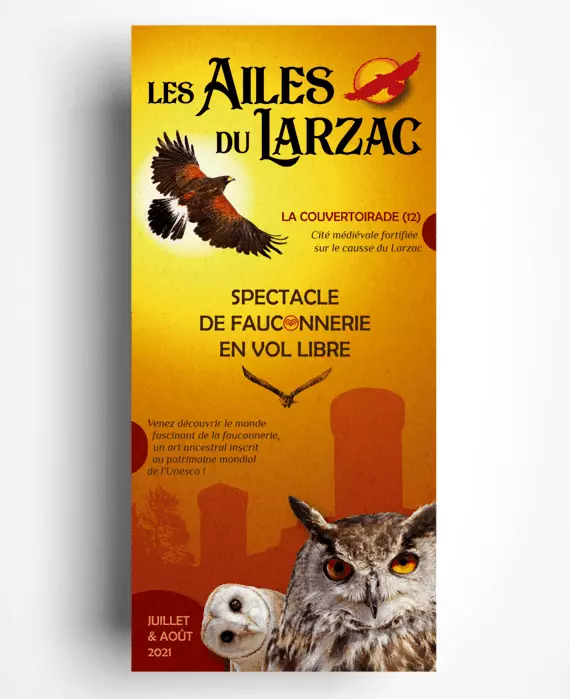 LES AILES
DU LARZAC
LA COUVERTOIRADE (12)
Cité médiévale fortifiée
sur le causse du Larzac
SPECTACLE
DE FAUCONNERIE
EN VOL LIBRE
Venez découvrir le monde
fascinant de la fauconnerie,
un art ancestral inscrit
au patrimoine mondial
de l'Unesco !
JUILLET
& AOÛT
2021